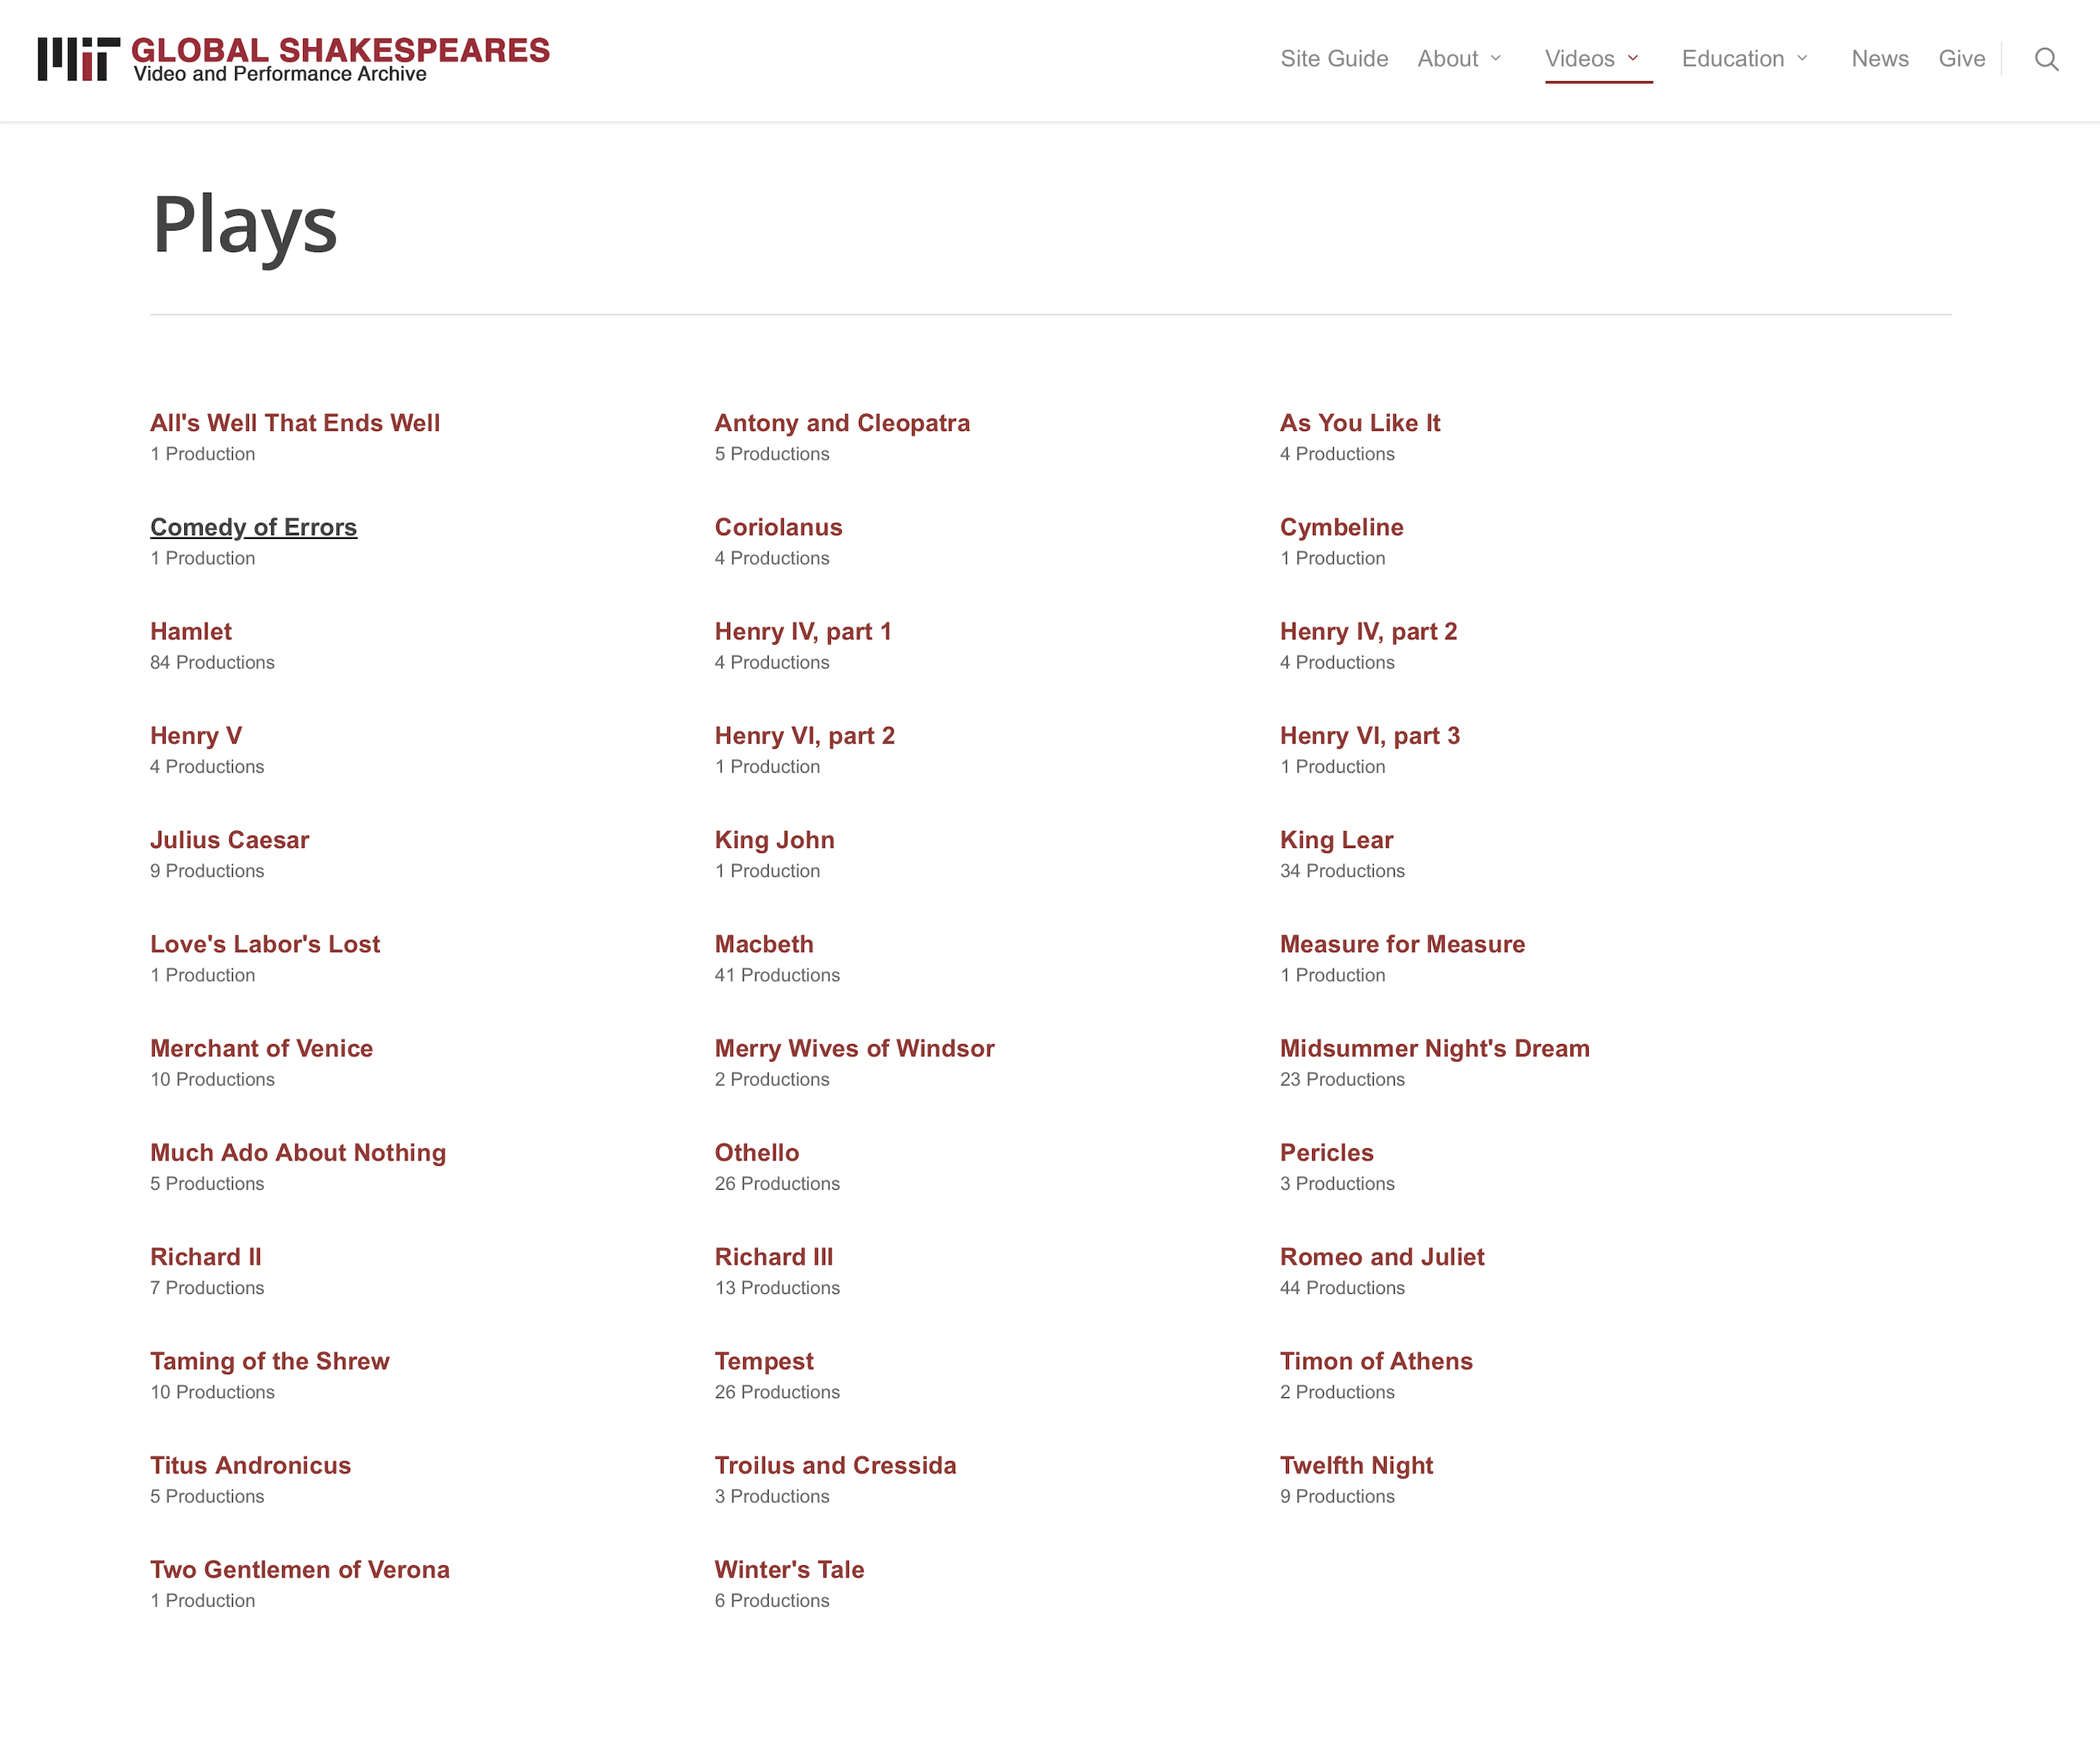 MIT GLOBAL SHAKESPEARES
Video and Performance Archive
Site Guide About Videos Education News Give
Plays
All's Well That Ends Well
1 Production
Antony and Cleopatra
5 Productions
As You Like It
4 Productions
Comedy of Errors
1 Production
Coriolanus
4 Productions
Cymbeline
1 Production
Hamlet
84 Productions
Henry IV, part 1
4 Productions
Henry IV, part 2
4 Productions
Henry V
4 Productions
Henry VI, part 2
1 Production
Henry VI, part 3
1 Production
Julius Caesar
9 Productions
King John
1 Production
King Lear
34 Productions
Love's Labor's Lost
1 Production
Macbeth
41 Productions
Measure for Measure
1 Production
Merchant of Venice
10 Productions
Merry Wives of Windsor
2 Productions
Midsummer Night's Dream
23 Productions
Much Ado About Nothing
5 Productions
Othello
26 Productions
Pericles
3 Productions
Richard II
7 Productions
Richard III
13 Productions
Romeo and Juliet
44 Productions
Taming of the Shrew
10 Productions
Tempest
26 Productions
Timon of Athens
2 Productions
Titus Andronicus
5 Productions
Troilus and Cressida
3 Productions
Twelfth Night
9 Productions
Two Gentlemen of Verona
1 Production
Winter's Tale
6 Productions